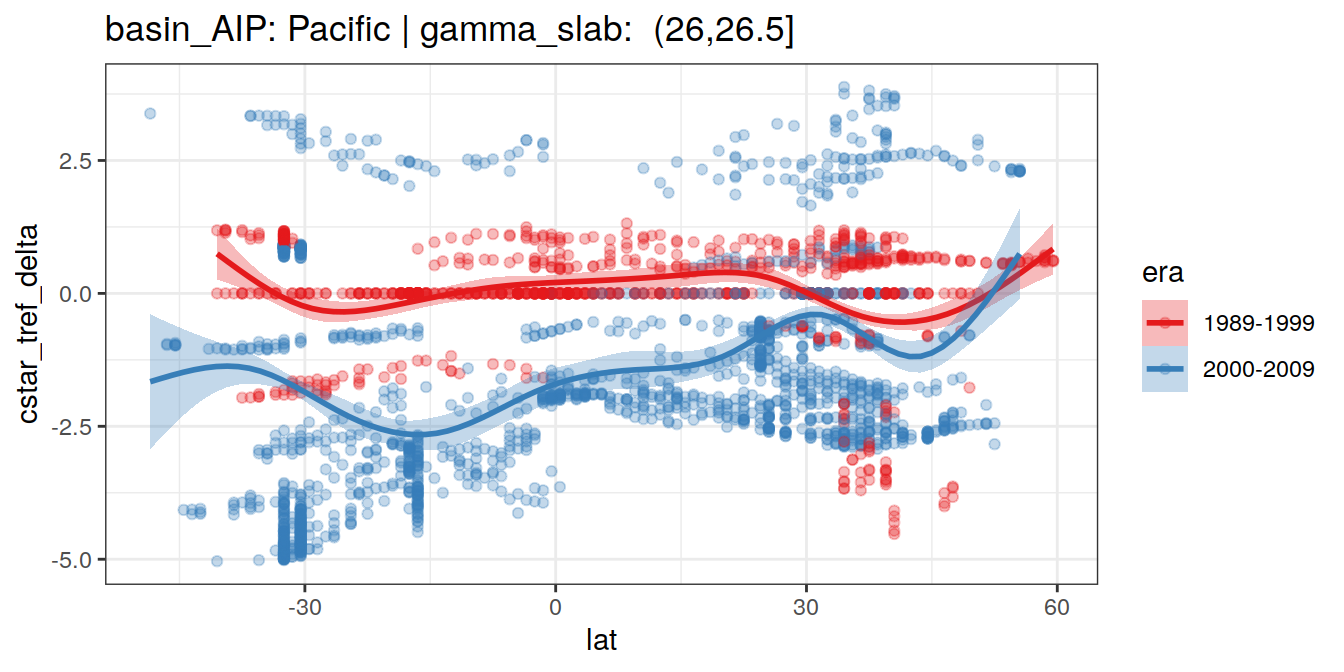 basin_AIP: Pacific | gamma_slab:  (26,26.5]
cstar_tref_delta
2.5
0.0
-2.5
-5.0
-30
0
30
60
lat
era
1989-1999
2000-2009